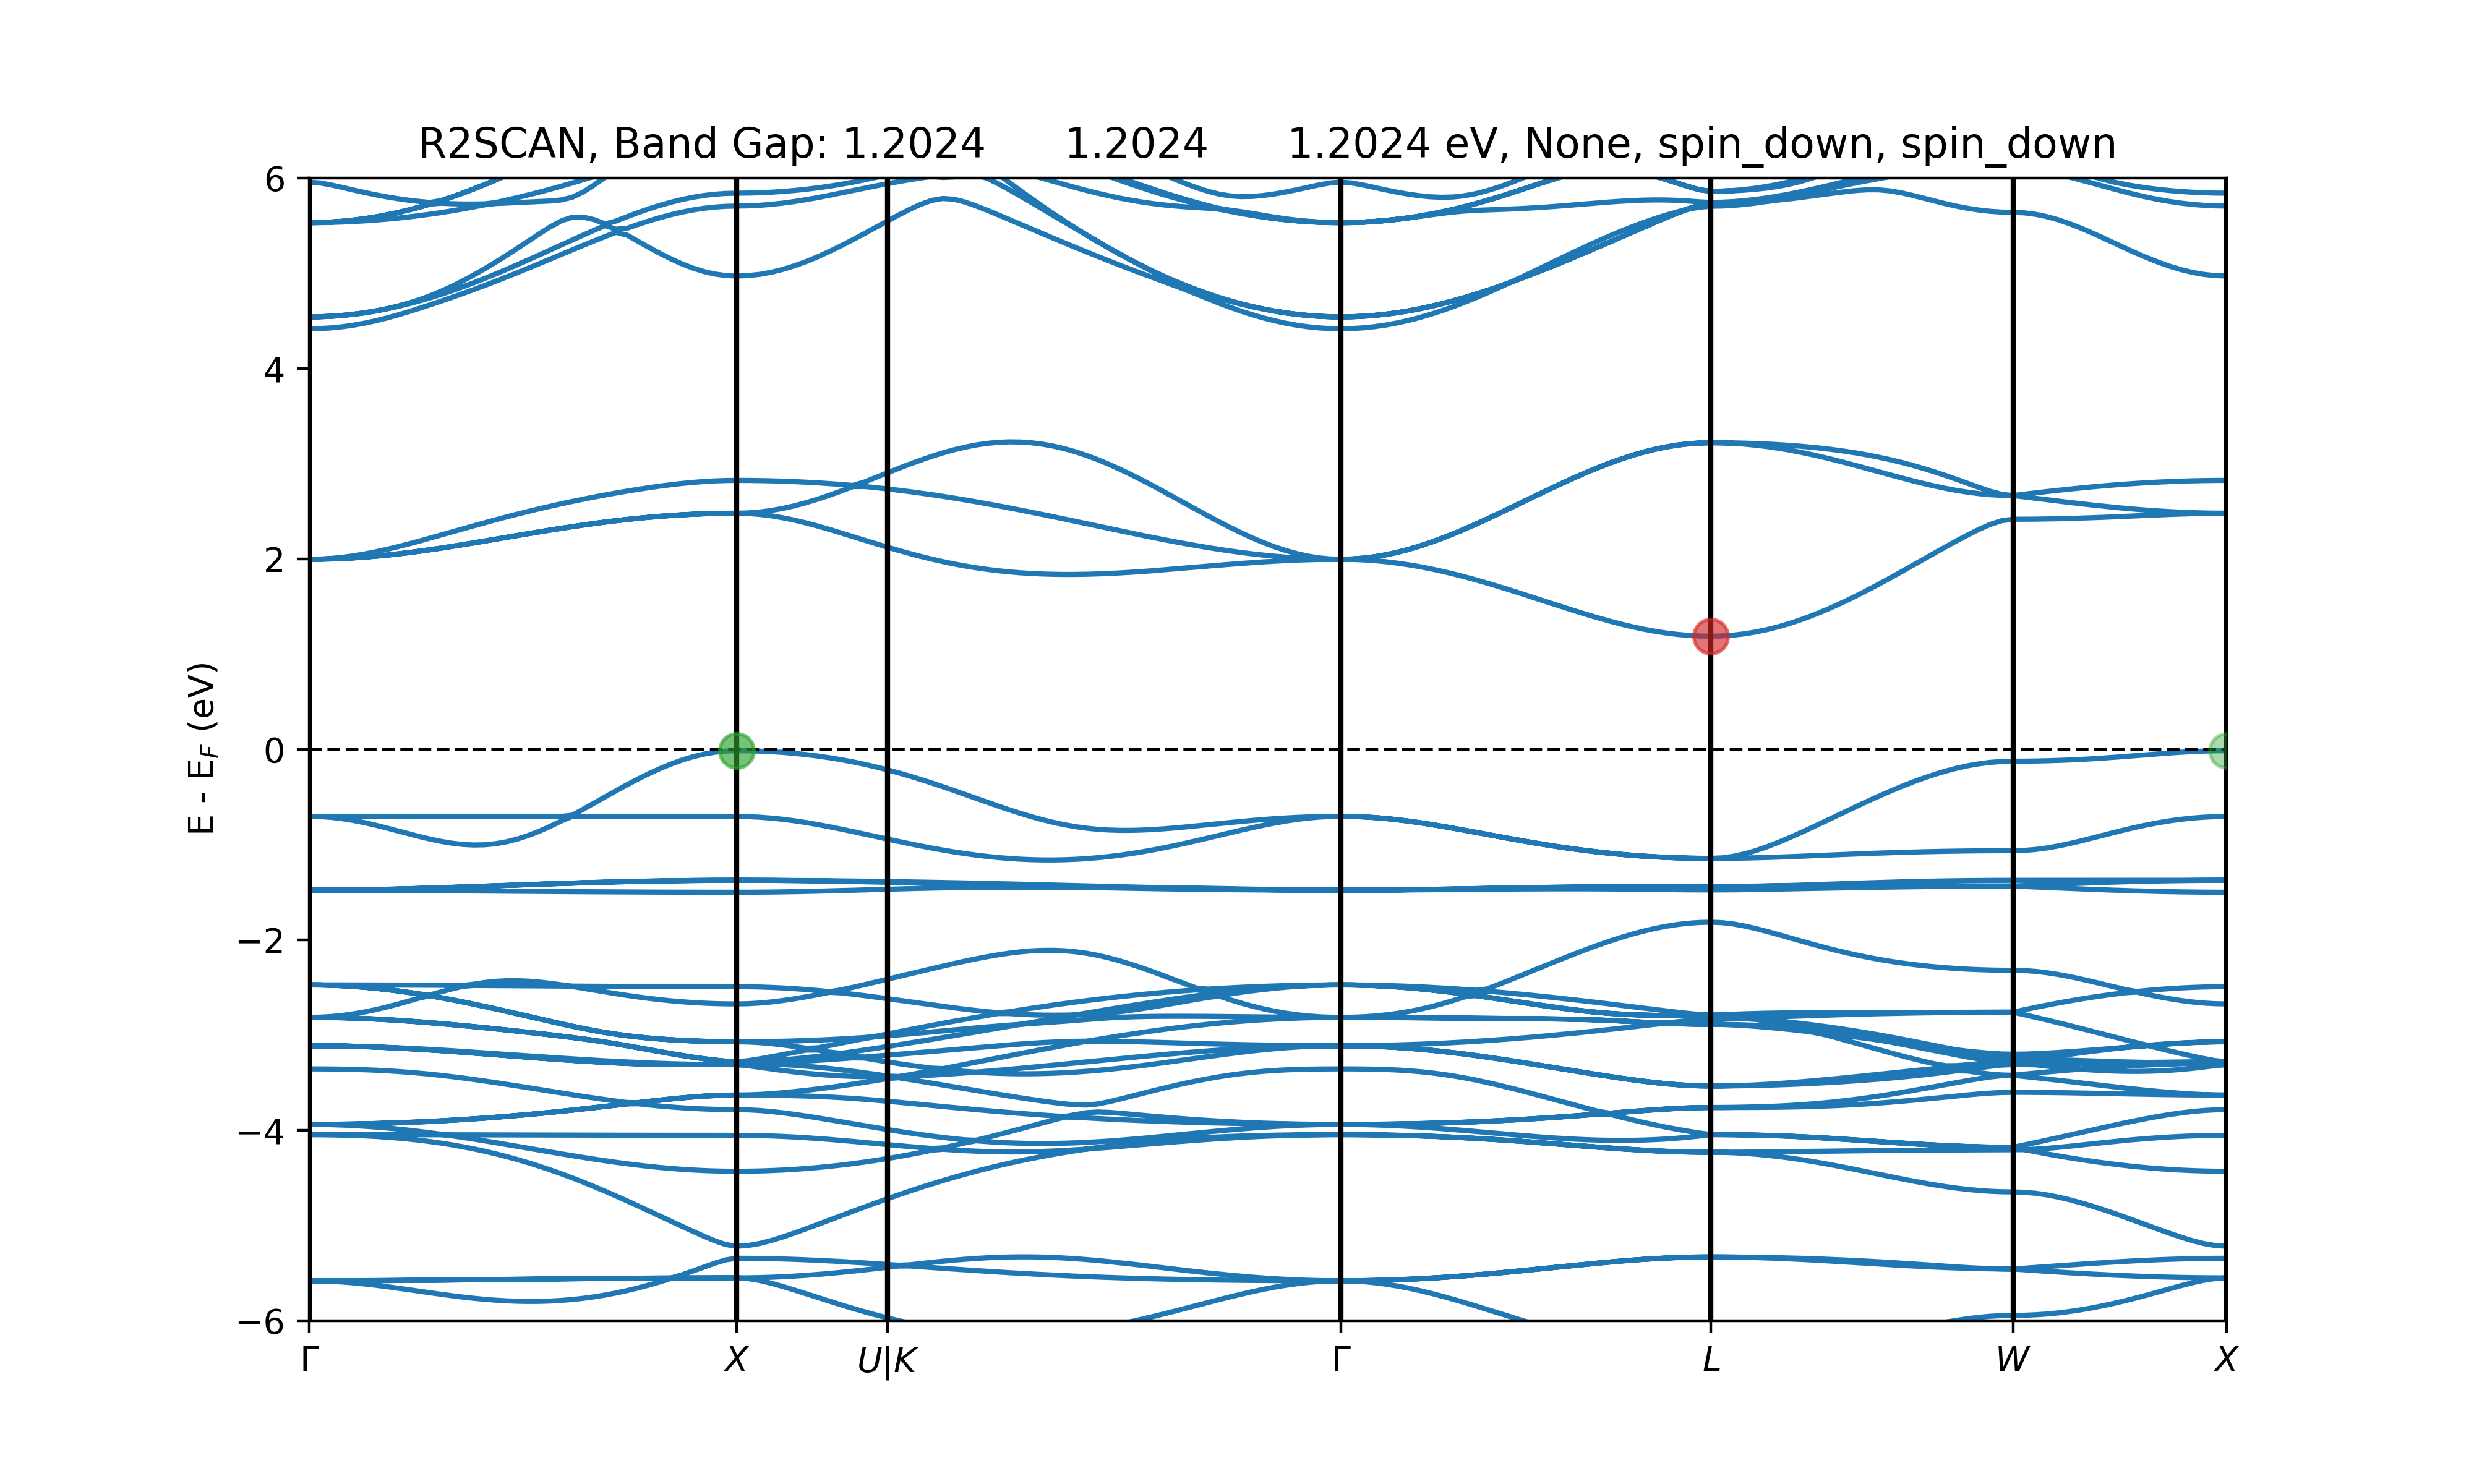 R2SCAN, Band Gap: 1.2024 1.2024 1.2024 eV, None, spin_down, spin_down
6
4
2
0
−2
−4
−6
E - E_F (eV)
Γ X U|K Γ L W X